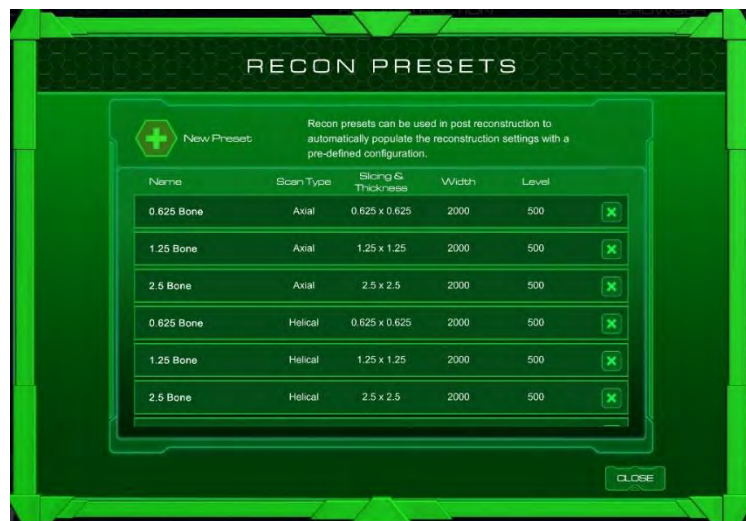 RECON PRESETS
New Preset
Recon presets can be used in post reconstruction to
automatically populate the reconstruction settings with a
pre-defined configuration.
Name Scan Type Slicing & Thickness Width Level
0.625 Bone Axial 0.625 x 0.625 2000 500
1.25 Bone Axial 1.25 x 1.25 2000 500
2.5 Bone Axial 2.5 x 2.5 2000 500
0.625 Bone Helical 0.625 x 0.625 2000 500
1.25 Bone Helical 1.25 x 1.25 2000 500
2.5 Bone Helical 2.5 x 2.5 2000 500
CLOSE